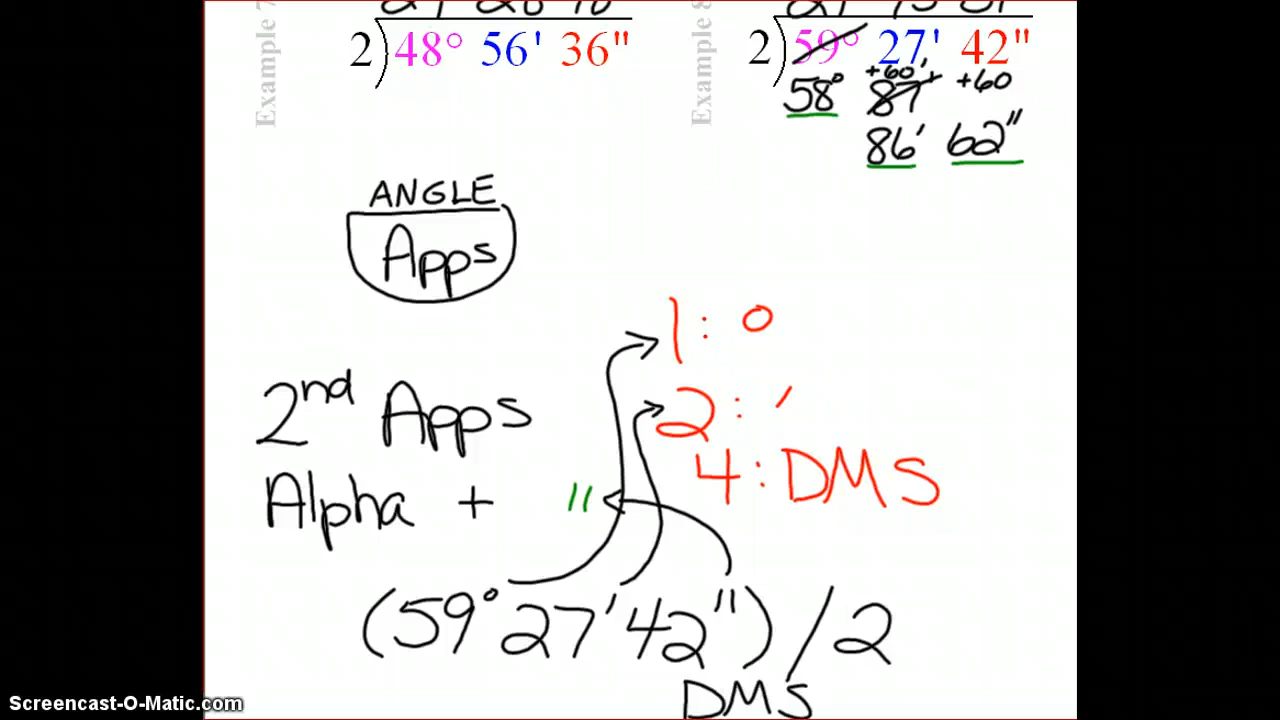 Example 7
2)48° 56' 36"
Example 8
2)59° 27' 42"
+60' +60
58° 87'
86' 62"
ANGLE
Apps
1: °
2: '
4: DMS
2nd Apps
Alpha + "
(59°27'42")/2
DMS
Screencast-O-Matic.com